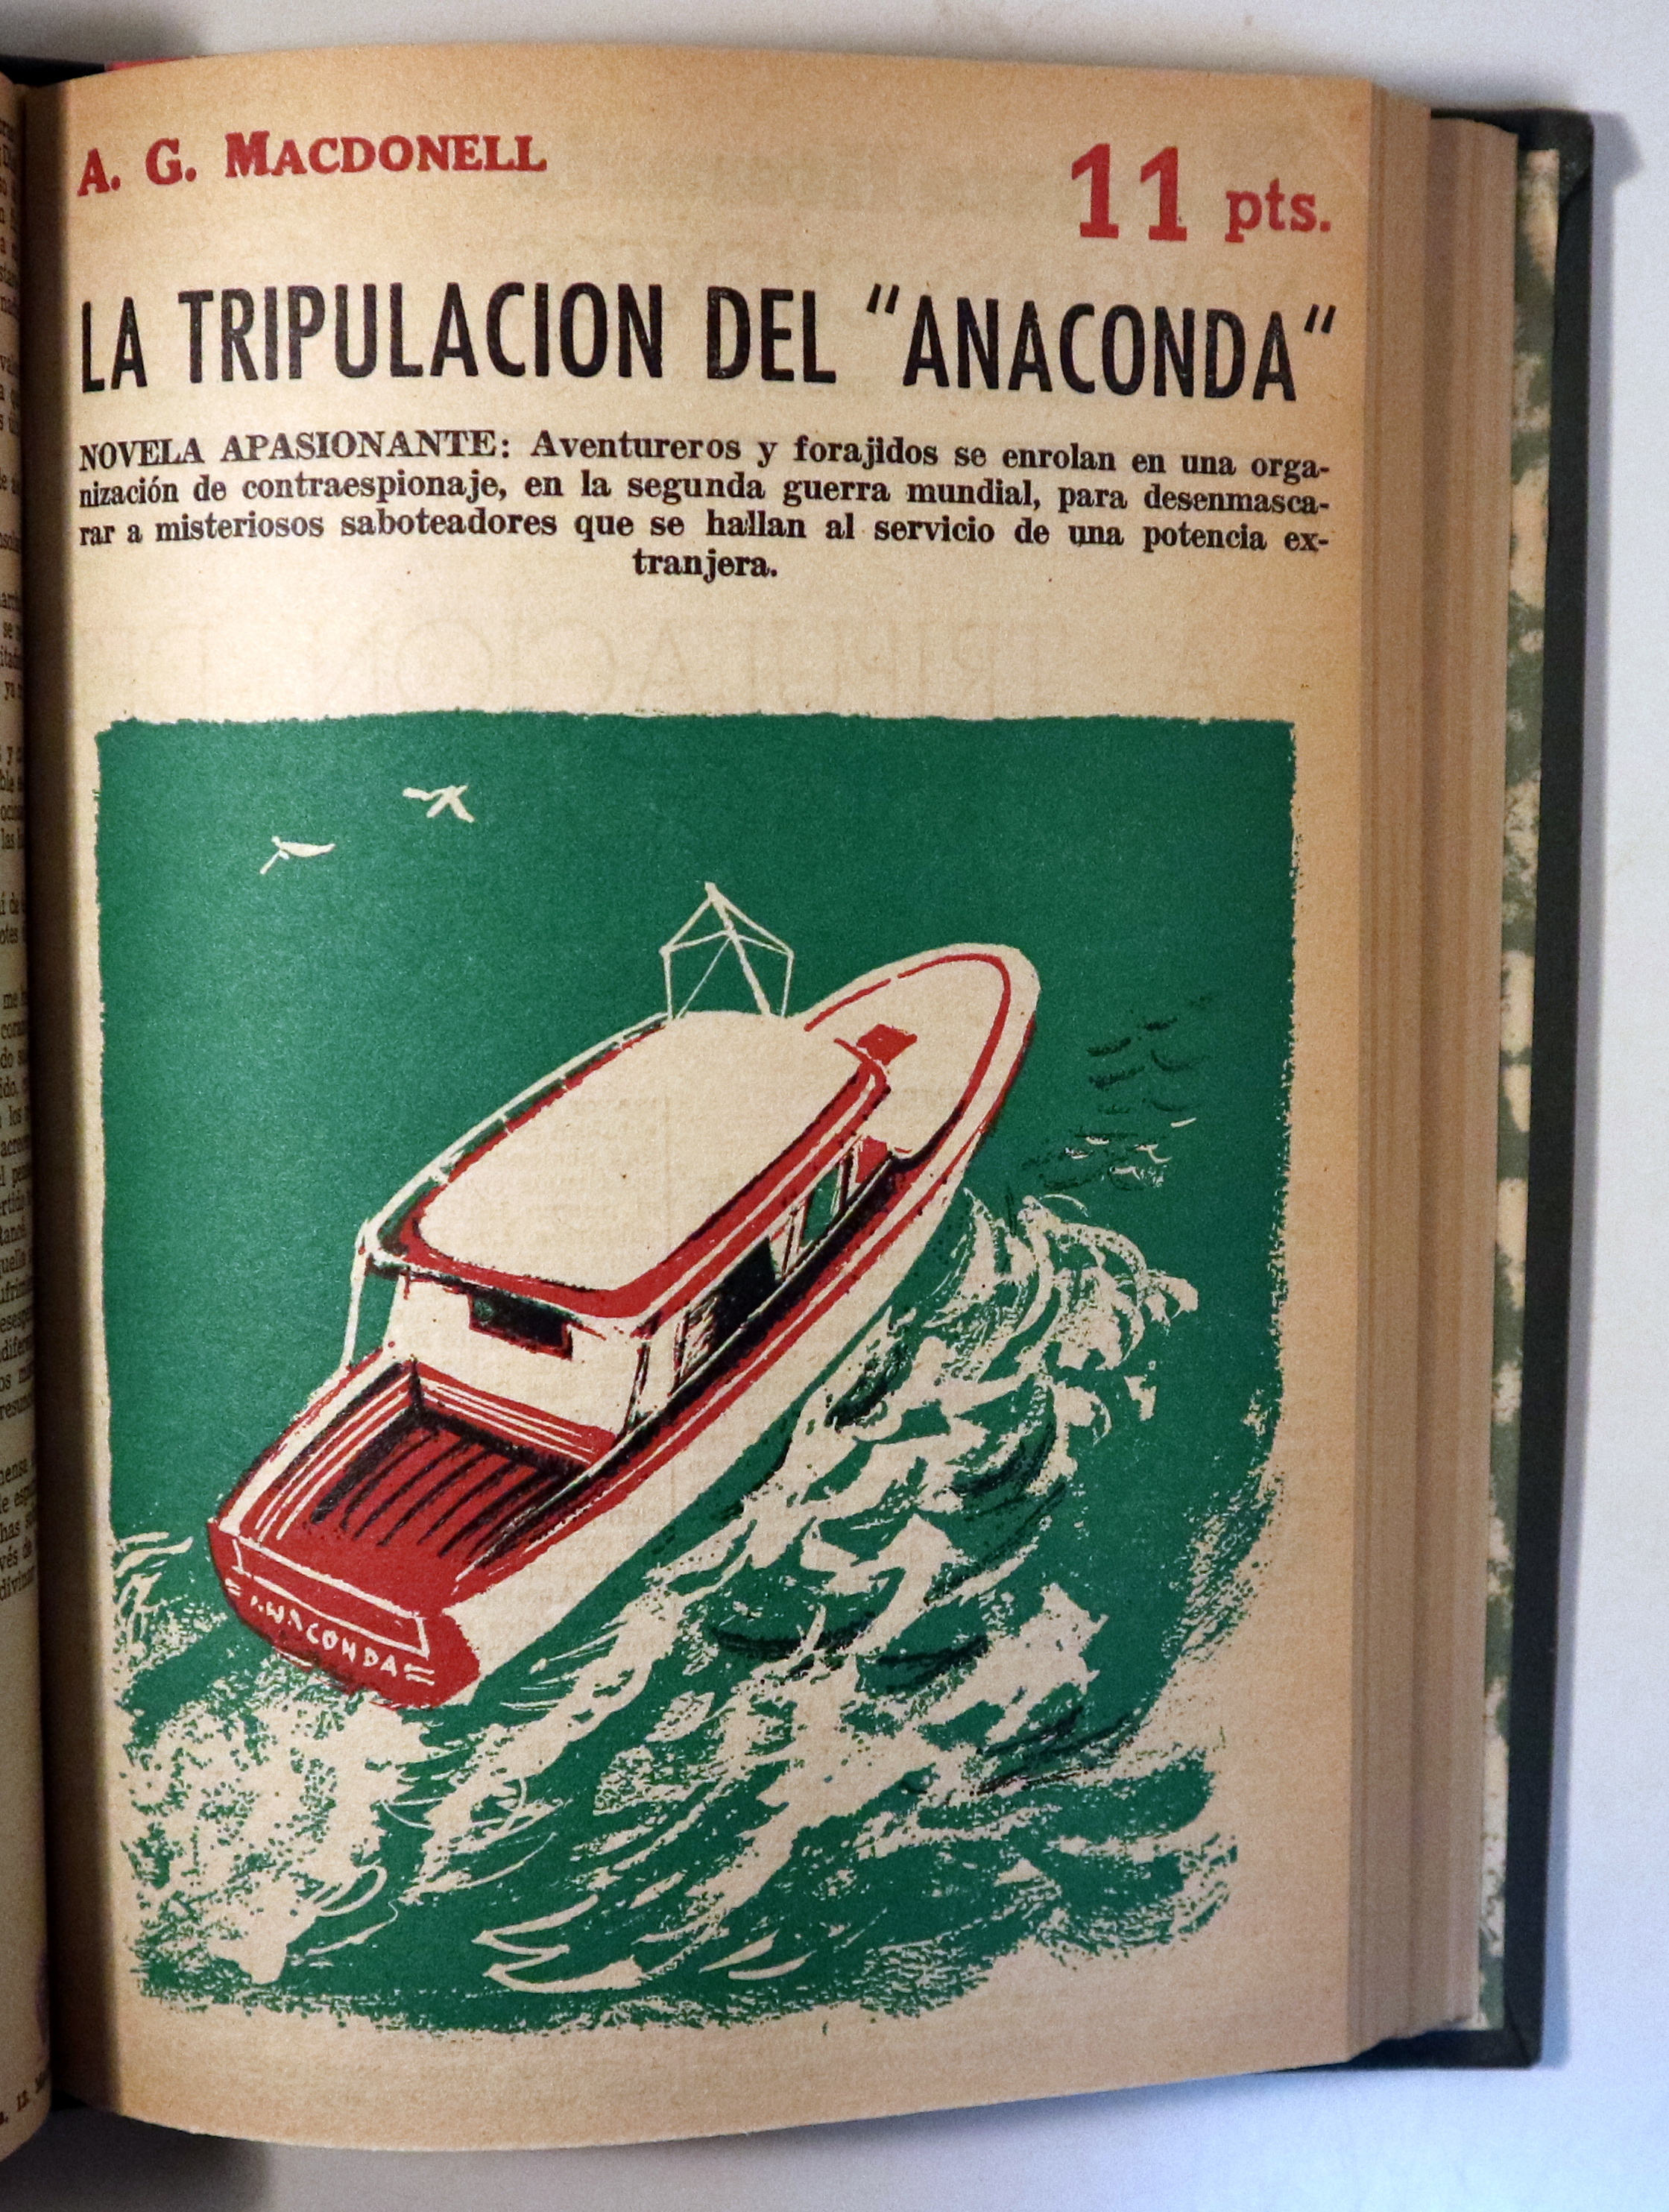 A. G. MACDONELL
11 pts.
LA TRIPULACION DEL "ANACONDA"
NOVELA APASIONANTE: Aventureros y forajidos se enrolan en una orga-
nización de contraespionaje, en la segunda guerra mundial, para desenmasca-
rar a misteriosos saboteadores que se hallan al servicio de una potencia ex-
tranjera.
ANACONDA